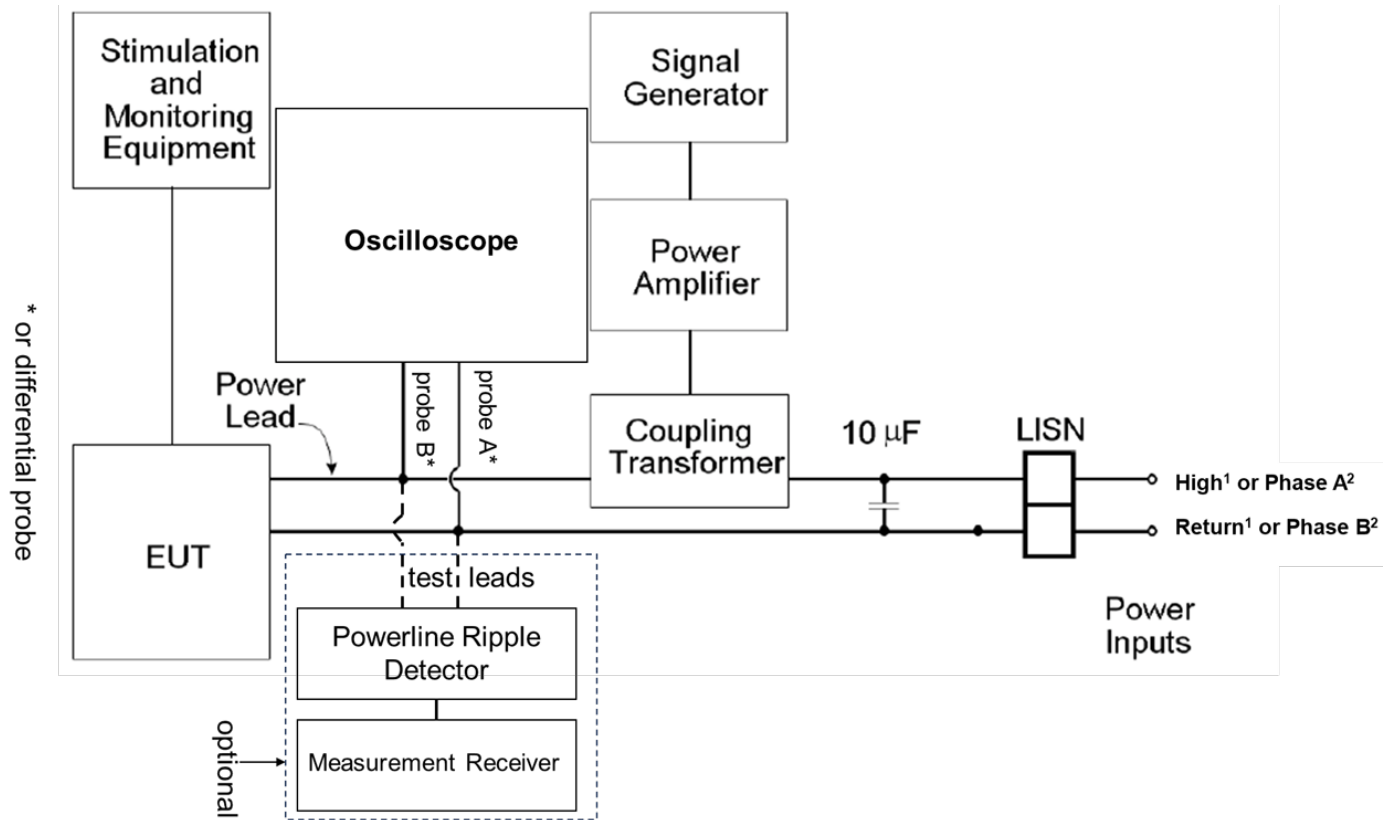 Stimulation
and
Monitoring
Equipment
Oscilloscope
Signal
Generator
Power
Amplifier
* or differential probe
Power
Lead
probe B*
probe A*
Coupling
Transformer
10 μF
LISN
High¹ or Phase A²
Return¹ or Phase B²
EUT
test leads
Power
Inputs
Powerline Ripple
Detector
optional
Measurement Receiver